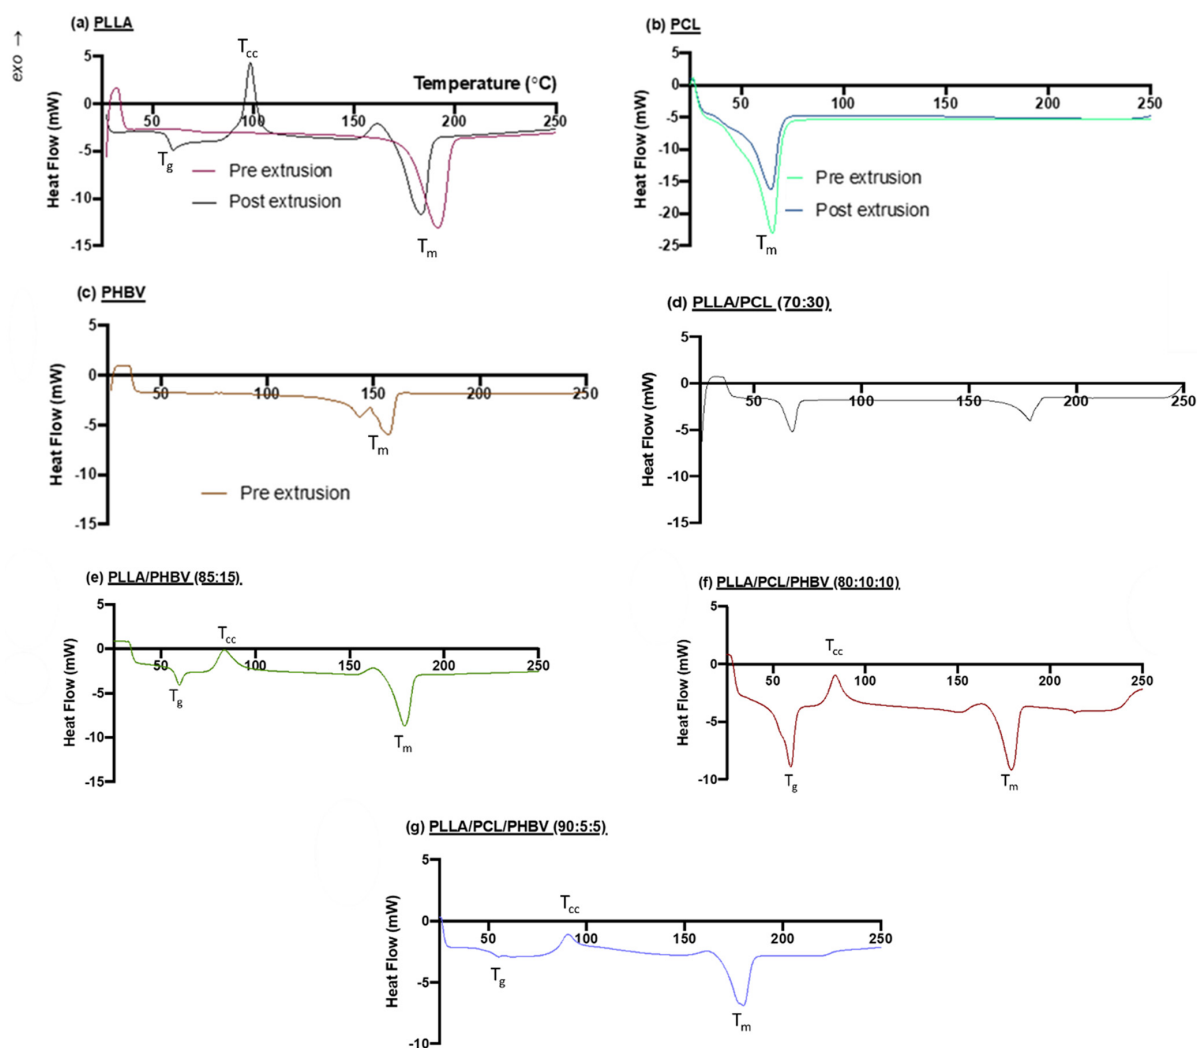 (a) PLLA
exo →
Tcc
5
0
-5
-10
-15
50
100
150
200
250
Temperature (°C)
Heat Flow (mW)
Tg
Tm
Pre extrusion
Post extrusion
(b) PCL
5
0
-5
-10
-15
-20
-25
50
100
150
200
250
Heat Flow (mW)
Pre extrusion
Post extrusion
Tm
(c) PHBV
5
0
-5
-10
-15
50
100
150
200
250
Heat Flow (mW)
Tm
Pre extrusion
(d) PLLA/PCL (70:30)
5
0
-5
-10
-15
50
100
150
200
250
Heat Flow (mW)
(e) PLLA/PHBV (85:15)
5
0
-5
-10
-15
50
100
150
200
250
Heat Flow (mW)
Tcc
Tg
Tm
(f) PLLA/PCL/PHBV (80:10:10)
5
0
-5
-10
50
100
150
200
250
Heat Flow (mW)
Tcc
Tg
Tm
(g) PLLA/PCL/PHBV (90:5:5)
5
0
-5
-10
50
100
150
200
250
Heat Flow (mW)
Tcc
Tg
Tm